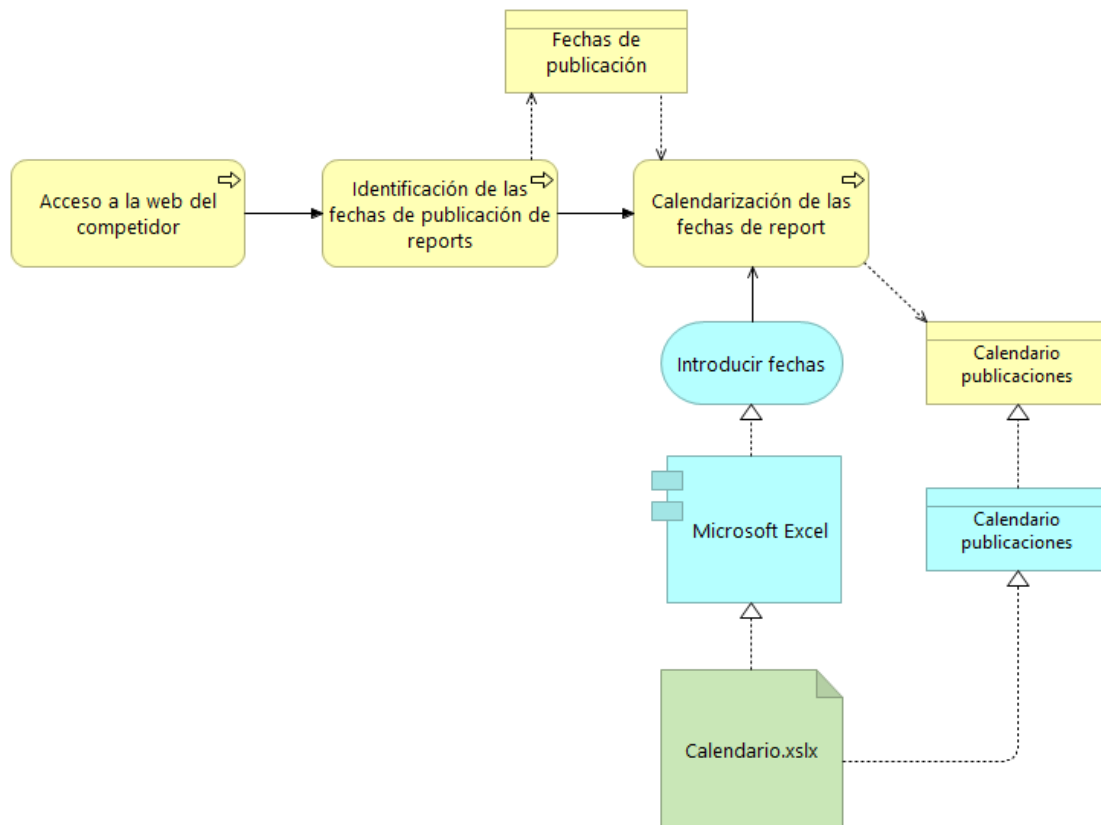 Fechas de
publicación
Acceso a la web del
competidor
Identificación de las
fechas de publicación de
reports
Calendarización de las
fechas de report
Introducir fechas
Calendario
publicaciones
Microsoft Excel
Calendario
publicaciones
Calendario.xslx